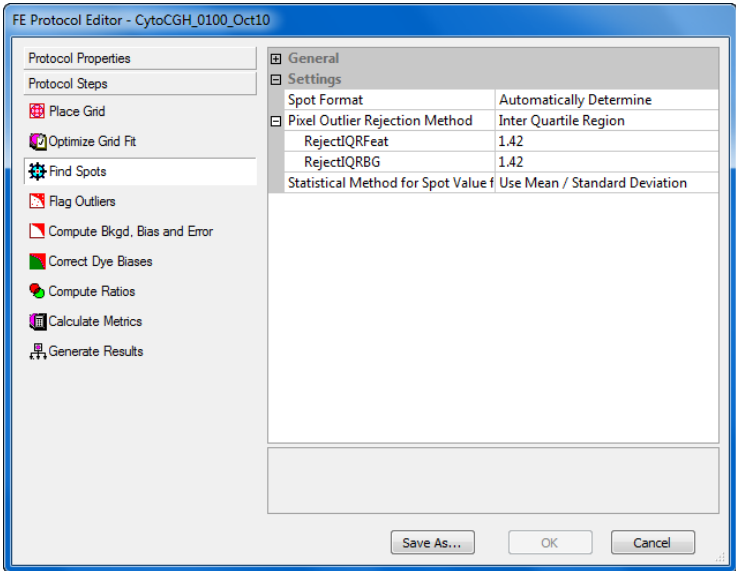 FE Protocol Editor - CytoCGH_0100_Oct10
Protocol Properties
Protocol Steps
Place Grid
Optimize Grid Fit
Find Spots
Flag Outliers
Compute Bkgd, Bias and Error
Correct Dye Biases
Compute Ratios
Calculate Metrics
Generate Results
General
Settings
Spot Format Automatically Determine
Pixel Outlier Rejection Method Inter Quartile Region
RejectIQRFeat 1.42
RejectIQRBG 1.42
Statistical Method for Spot Value f Use Mean / Standard Deviation
Save As... OK Cancel